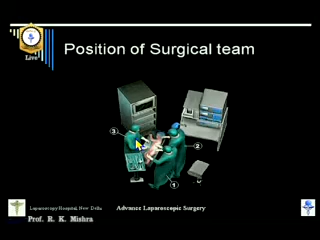 Position of Surgical team
Live
3
2
1
Laparoscopy Hospital, New Delhi
Advance Laparoscopic Surgery
Prof. R. K. Mishra